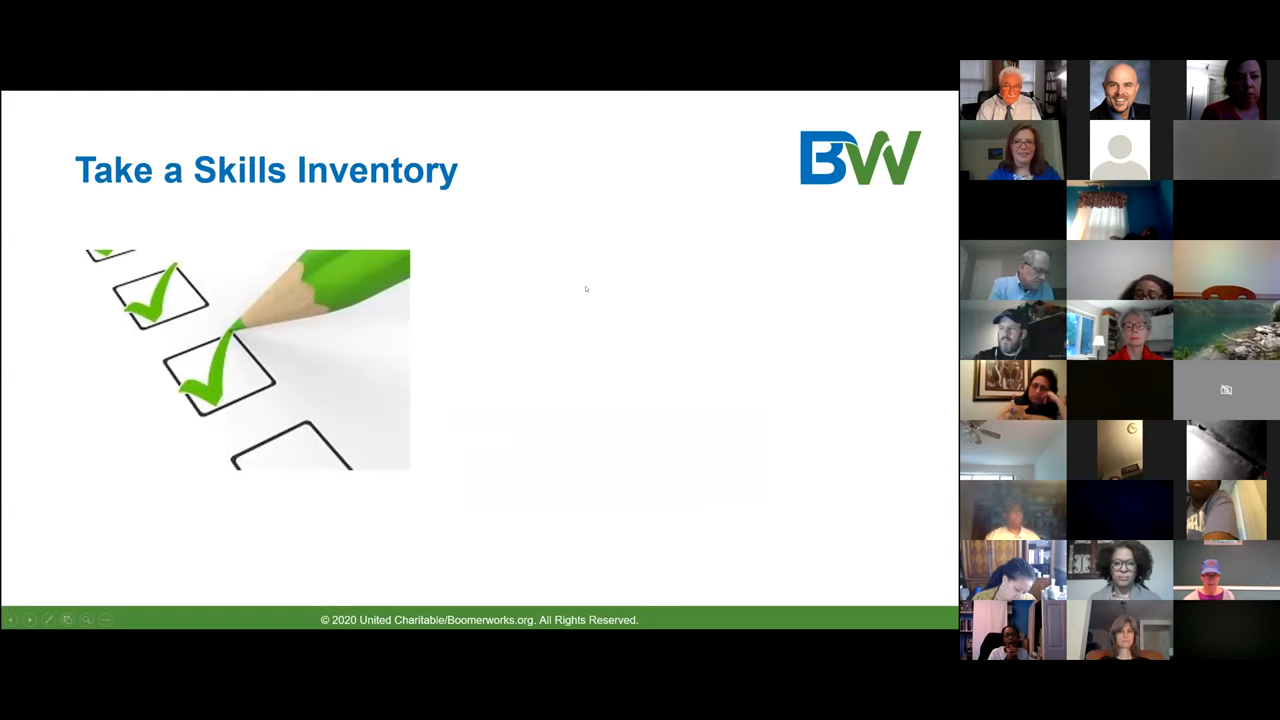 Take a Skills Inventory
BW
© 2020 United Charitable/Boomerworks.org. All Rights Reserved.